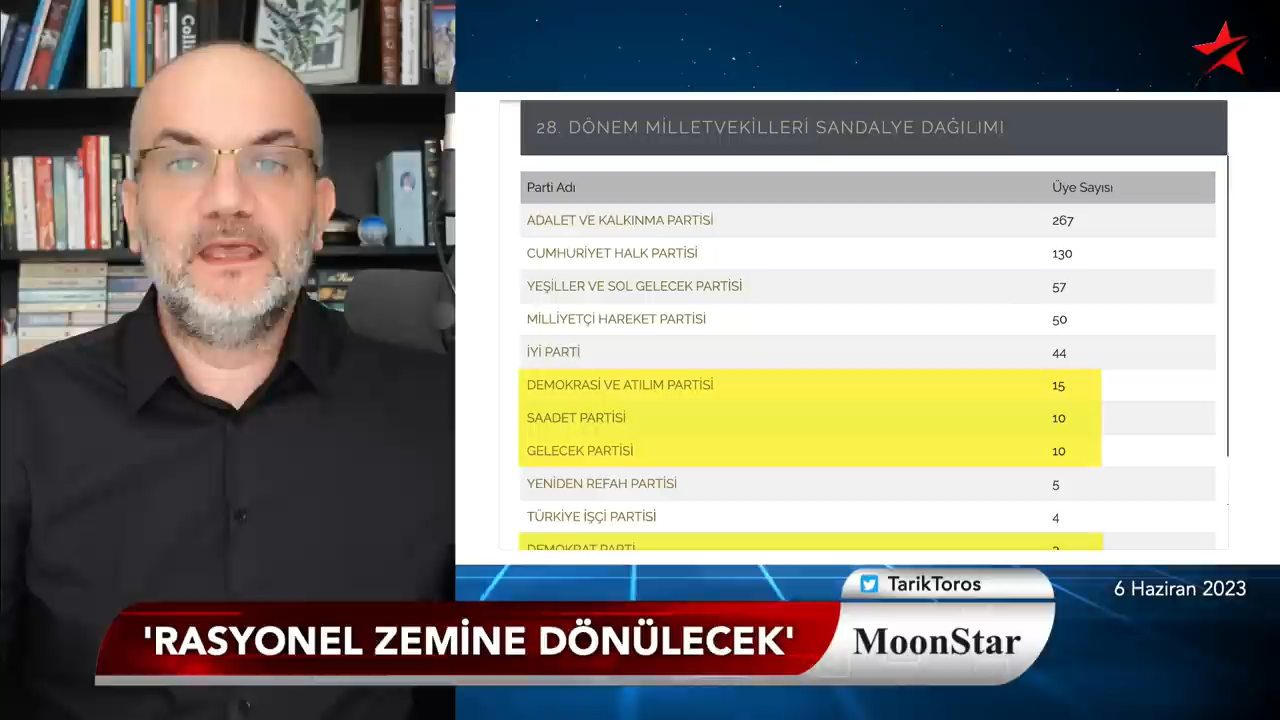 Colli
28. DÖNEM MİLLETVEKİLLERİ SANDALYE DAĞILIMI
Parti Adı Üye Sayısı
ADALET VE KALKINMA PARTİSİ 267
CUMHURİYET HALK PARTİSİ 130
YEŞİLLER VE SOL GELECEK PARTİSİ 57
MİLLİYETÇİ HAREKET PARTİSİ 50
İYİ PARTİ 44
DEMOKRASİ VE ATILIM PARTİSİ 15
SAADET PARTİSİ 10
GELECEK PARTİSİ 10
YENİDEN REFAH PARTİSİ 5
TÜRKİYE İŞÇİ PARTİSİ 4
DEMOKRAT PARTİ
TarikToros
6 Haziran 2023
'RASYONEL ZEMİNE DÖNÜLECEK'
MoonStar